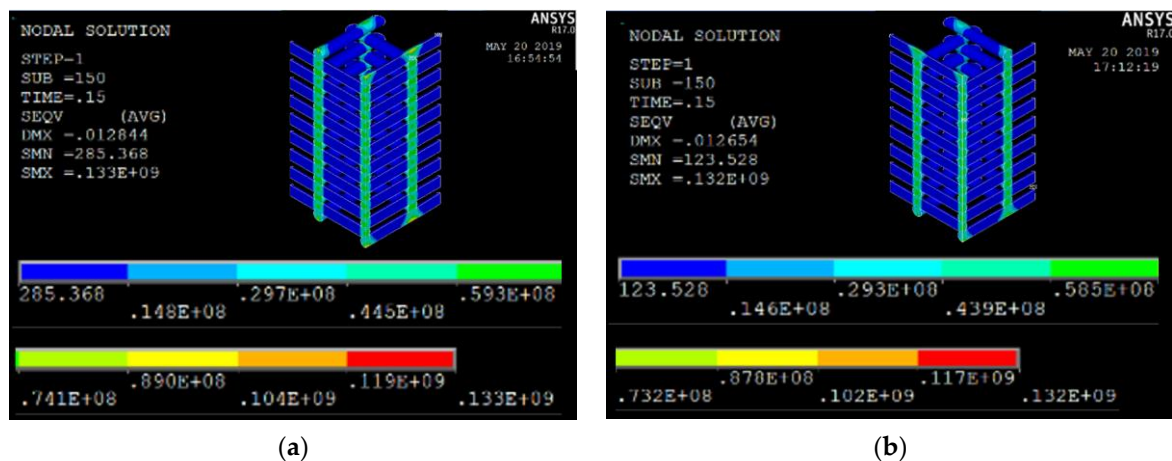 NODAL SOLUTION
STEP=1
SUB =150
TIME=.15
SEQV (AVG)
DMX =.012844
SMN =285.368
SMX =.133E+09
ANSYS
R17.0
MAY 20 2019
16:54:54
285.368 .297E+08 .593E+08
.148E+08 .445E+08
.890E+08 .119E+09
.741E+08 .104E+09 .133E+09
(a)
NODAL SOLUTION
STEP=1
SUB =150
TIME=.15
SEQV (AVG)
DMX =.012654
SMN =123.528
SMX =.132E+09
ANSYS
R17.0
MAY 20 2019
17:12:19
123.528 .293E+08 .585E+08
.146E+08 .439E+08
.878E+08 .117E+09
.732E+08 .102E+09 .132E+09
(b)